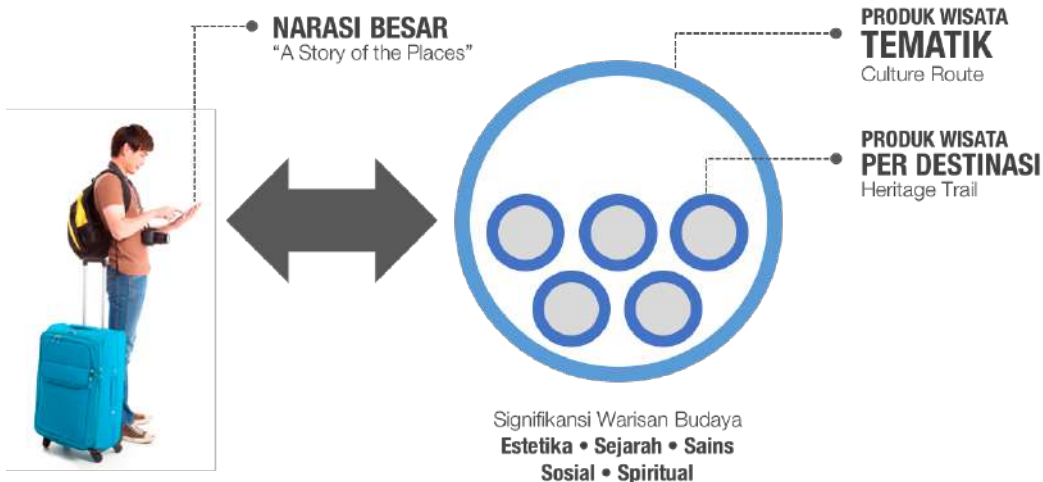 NARASI BESAR
“A Story of the Places”
PRODUK WISATA
TEMATIK
Culture Route
PRODUK WISATA
PER DESTINASI
Heritage Trail
Signifikansi Warisan Budaya
Estetika • Sejarah • Sains
Sosial • Spiritual